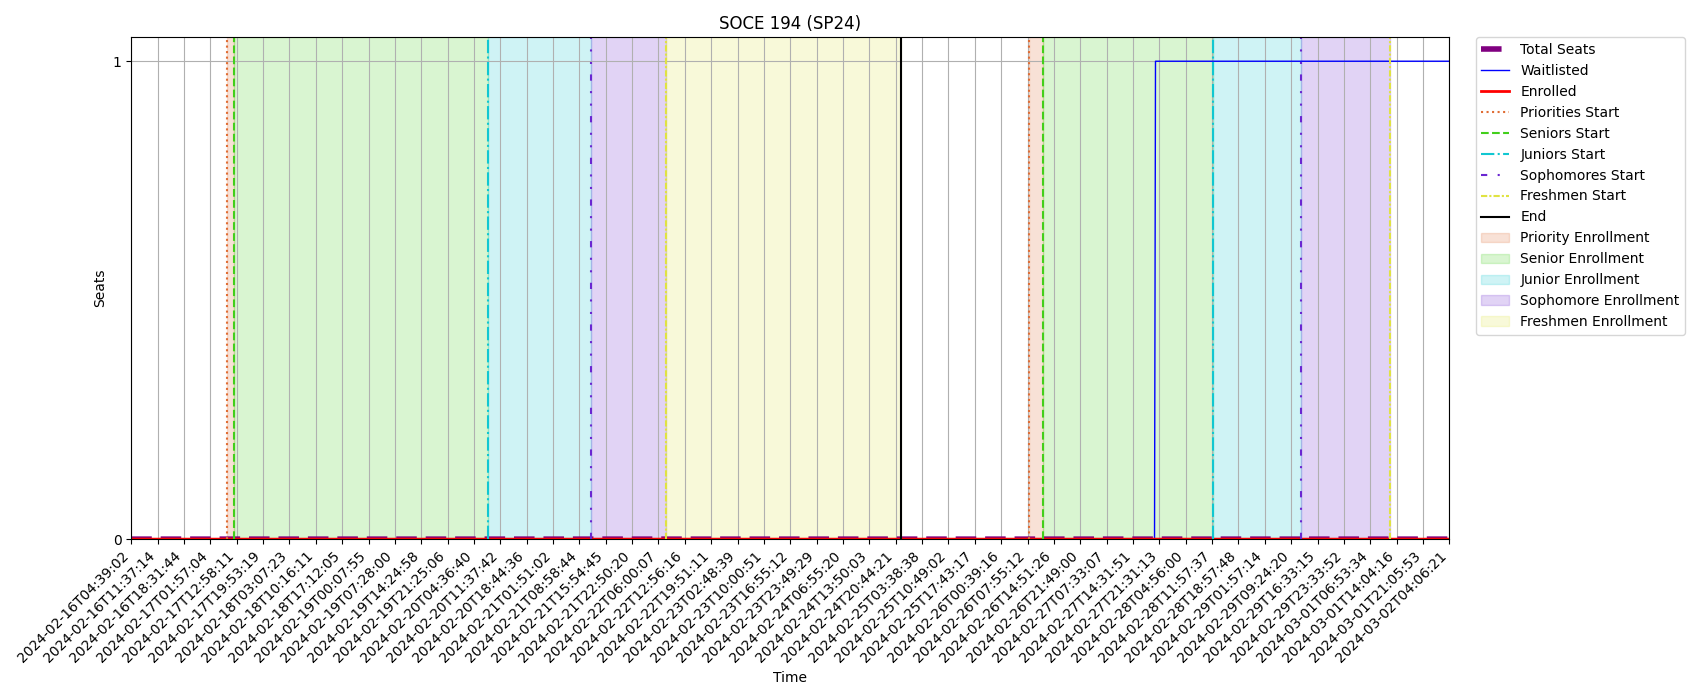 SOCE 194 (SP24)
1
0
Seats
2024-02-16T04:39:02
2024-02-16T11:37:14
2024-02-16T18:31:44
2024-02-17T01:57:04
2024-02-17T12:58:11
2024-02-17T19:53:19
2024-02-18T03:07:23
2024-02-18T10:16:11
2024-02-18T17:12:05
2024-02-19T00:07:55
2024-02-19T07:28:00
2024-02-19T14:24:58
2024-02-19T21:25:06
2024-02-20T04:36:40
2024-02-20T11:37:42
2024-02-20T18:44:36
2024-02-21T01:51:02
2024-02-21T08:58:44
2024-02-21T15:54:45
2024-02-21T22:50:20
2024-02-22T06:00:07
2024-02-22T12:56:16
2024-02-22T19:51:11
2024-02-23T02:48:39
2024-02-23T10:00:51
2024-02-23T16:55:12
2024-02-23T23:49:29
2024-02-24T06:55:20
2024-02-24T13:50:03
2024-02-24T20:44:21
2024-02-25T03:38:38
2024-02-25T10:49:02
2024-02-25T17:43:17
2024-02-26T00:39:16
2024-02-26T07:55:12
2024-02-26T14:51:26
2024-02-26T21:49:00
2024-02-27T07:33:07
2024-02-27T14:31:51
2024-02-27T21:31:13
2024-02-28T04:56:00
2024-02-28T11:57:37
2024-02-28T18:57:48
2024-02-29T01:57:14
2024-02-29T09:24:20
2024-02-29T16:33:15
2024-02-29T23:33:52
2024-03-01T06:53:34
2024-03-01T14:04:16
2024-03-01T21:05:53
2024-03-02T04:06:21
Time
Total Seats
Waitlisted
Enrolled
Priorities Start
Seniors Start
Juniors Start
Sophomores Start
Freshmen Start
End
Priority Enrollment
Senior Enrollment
Junior Enrollment
Sophomore Enrollment
Freshmen Enrollment